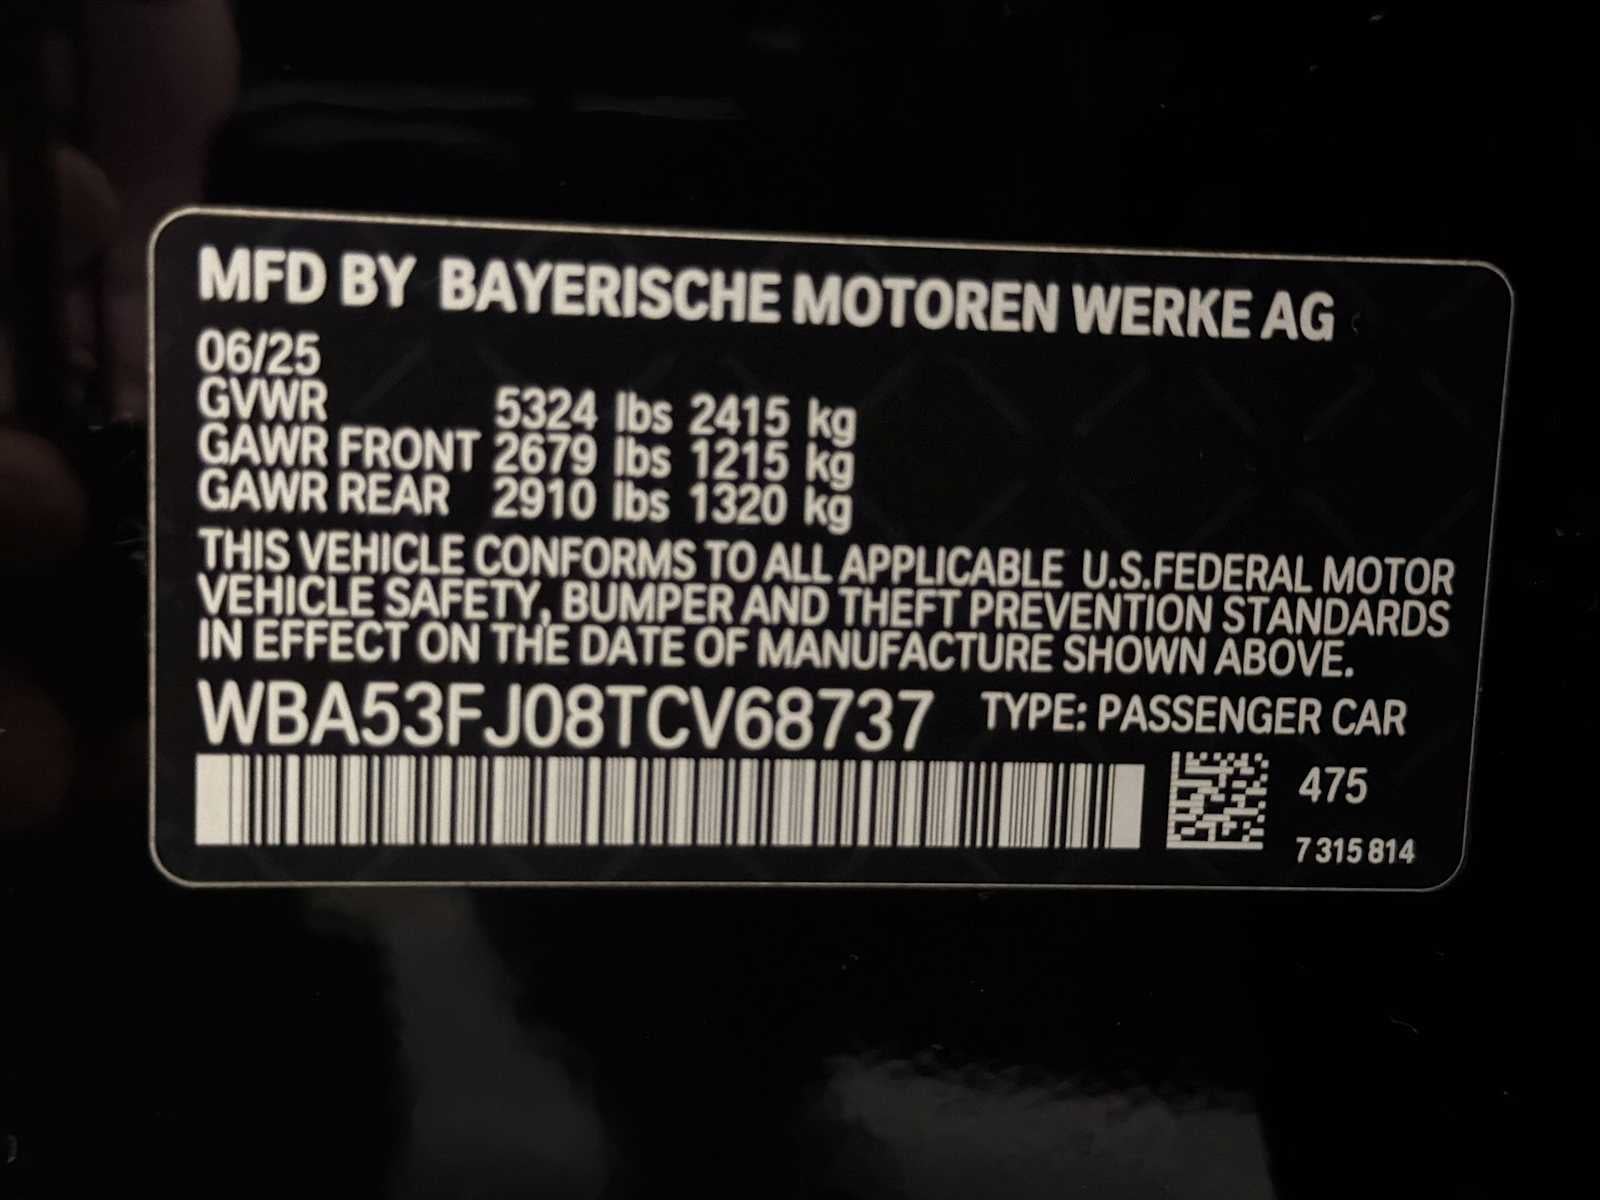 MFD BY BAYERISCHE MOTOREN WERKE AG
06/25
GVWR 5324 lbs 2415 kg
GAWR FRONT 2679 lbs 1215 kg
GAWR REAR 2910 lbs 1320 kg
THIS VEHICLE CONFORMS TO ALL APPLICABLE U.S.FEDERAL MOTOR
VEHICLE SAFETY, BUMPER AND THEFT PREVENTION STANDARDS
IN EFFECT ON THE DATE OF MANUFACTURE SHOWN ABOVE.
WBA53FJ08TCV68737 TYPE: PASSENGER CAR
475
7 315 814